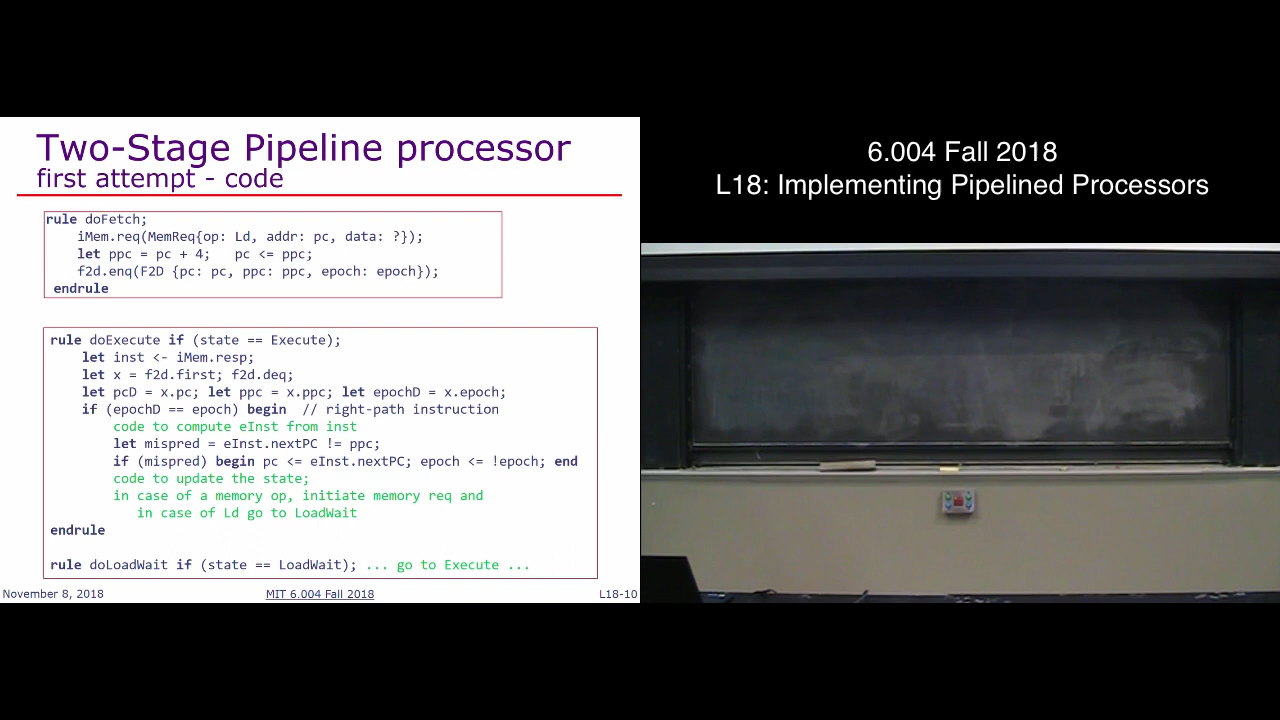 Two-Stage Pipeline processor
first attempt - code
rule doFetch;
iMem.req(MemReq{op: Ld, addr: pc, data: ?});
let ppc = pc + 4;   pc <= ppc;
f2d.enq(F2D {pc: pc, ppc: ppc, epoch: epoch});
endrule
rule doExecute if (state == Execute);
let inst <- iMem.resp;
let x = f2d.first; f2d.deq;
let pcD = x.pc; let ppc = x.ppc; let epochD = x.epoch;
if (epochD == epoch) begin  // right-path instruction
code to compute eInst from inst
let mispred = eInst.nextPC != ppc;
if (mispred) begin pc <= eInst.nextPC; epoch <= !epoch; end
code to update the state;
in case of a memory op, initiate memory req and
in case of Ld go to LoadWait
endrule
rule doLoadWait if (state == LoadWait); ... go to Execute ...
November 8, 2018
MIT 6.004 Fall 2018
L18-10
6.004 Fall 2018
L18: Implementing Pipelined Processors